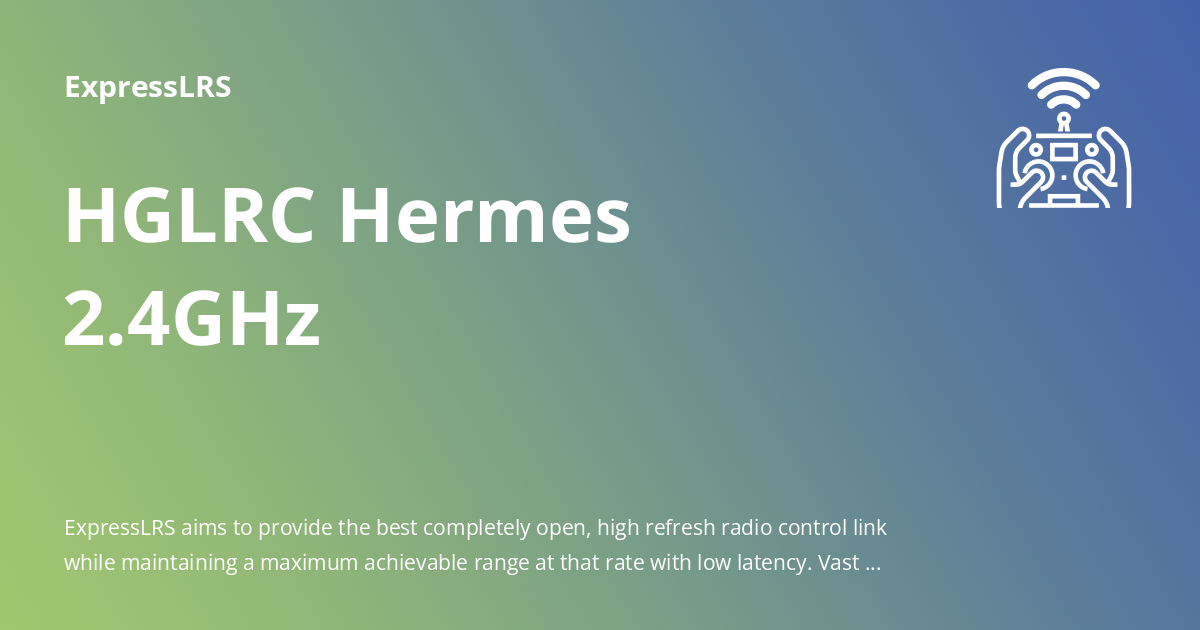 ExpressLRS
HGLRC Hermes
2.4GHz
ExpressLRS aims to provide the best completely open, high refresh radio control link
while maintaining a maximum achievable range at that rate with low latency. Vast ...